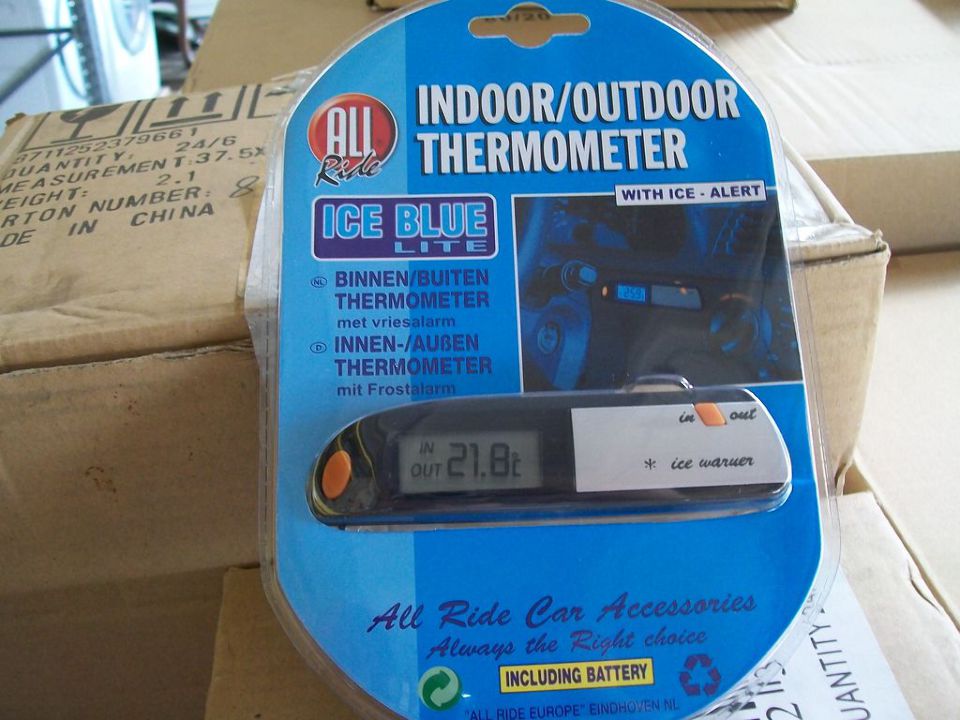 ALL
Ride
INDOOR/OUTDOOR
THERMOMETER
WITH ICE - ALERT
ICE BLUE
LITE
NL BINNEN/BUITEN
THERMOMETER
met vriesalarm
D INNEN-/AUßEN
THERMOMETER
mit Frostalarm
IN
OUT 21.8°C
in out
* ice warner
All Ride Car Accessories
Always the Right choice
INCLUDING BATTERY
"ALL RIDE EUROPE" EINDHOVEN NL
8711252379661
QUANTITY: 24/6
MEASUREMENT:37.5X
WEIGHT: 2.1
CARTON NUMBER: 8
MADE IN CHINA
QUANTITY